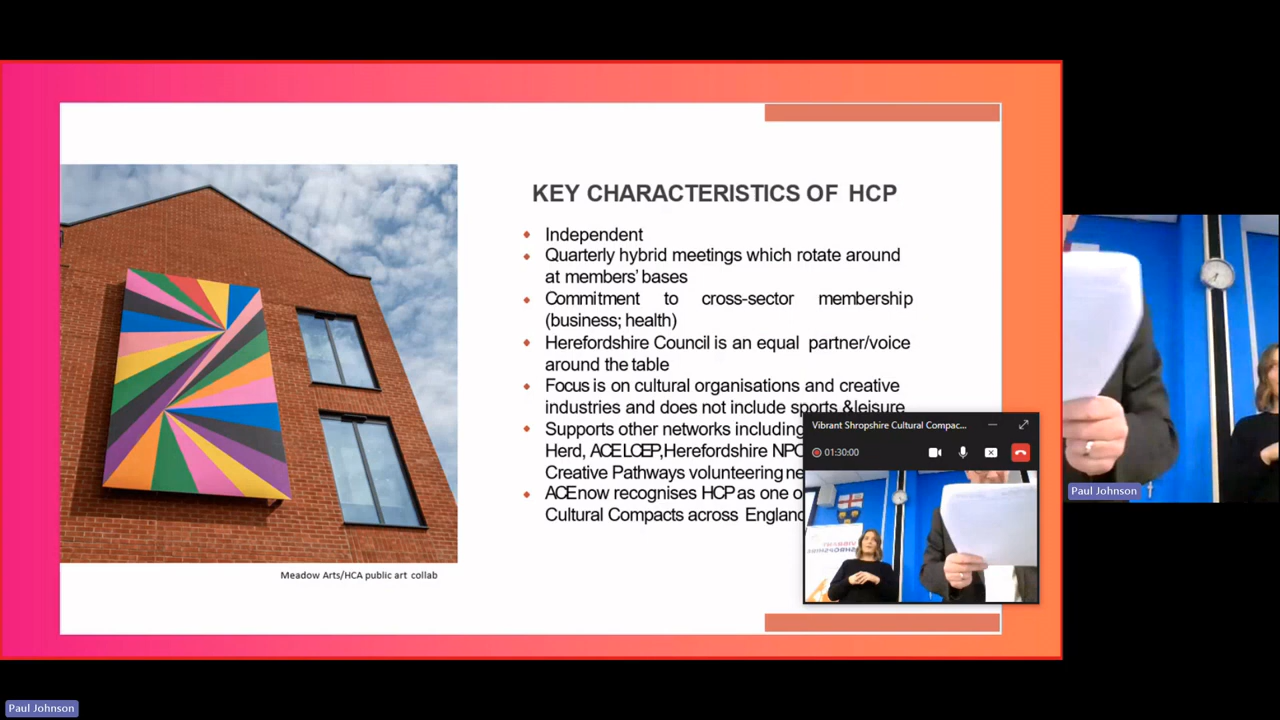 KEY CHARACTERISTICS OF HCP
Independent
Quarterly hybrid meetings which rotate around
at members' bases
Commitment to cross-sector membership
(business; health)
Herefordshire Council is an equal partner/voice
around the table
Focus is on cultural organisations and creative
industries and does not include sports &leisure
Supports other networks including
Herd, ACE LCEP, Herefordshire NPO
Creative Pathways volunteering
ACE now recognises HCP as one
Cultural Compacts across England
Meadow Arts/HCA public art collab
Vibrant Shropshire Cultural Compac...
01:30:00
VIBRANT
SHROPSHIRE
Paul Johnson
Paul Johnson